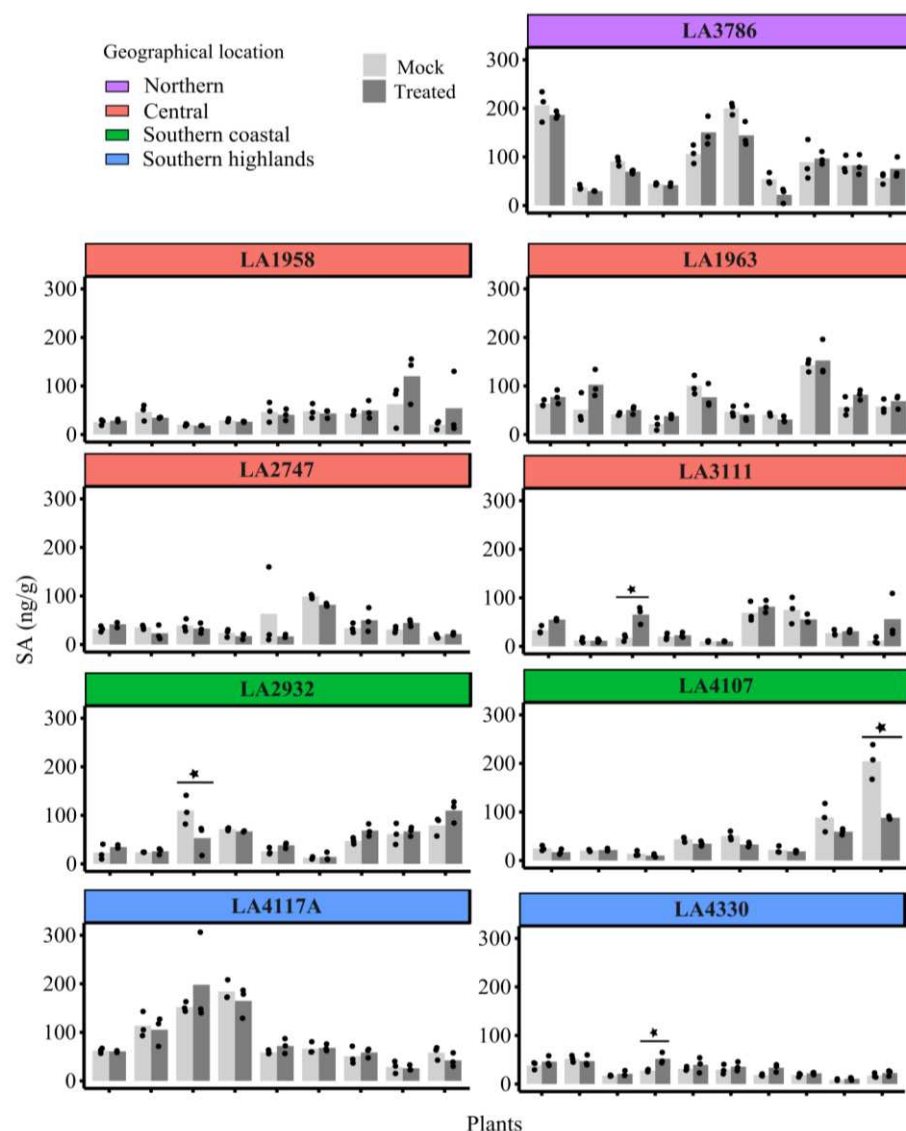 LA3786
Geographical location
Northern
Central
Southern coastal
Southern highlands
Mock
Treated
300
200
100
0
LA1958
300
200
100
0
LA1963
300
200
100
0
LA2747
300
200
100
0
LA3111
300
200
100
0
SA (ng/g)
LA2932
300
200
100
0
LA4107
300
200
100
0
LA4117A
300
200
100
0
LA4330
300
200
100
0
Plants